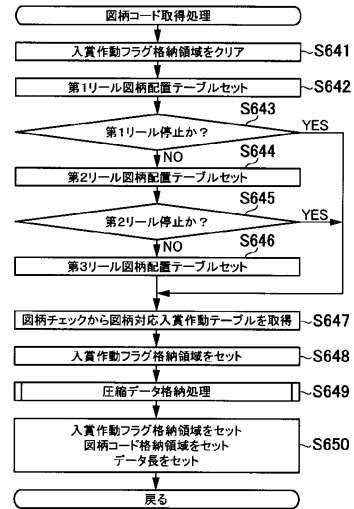 図柄コード取得処理
入賞作動フラグ格納領域をクリア
S641
第1リール図柄配置テーブルセット
S642
第1リール停止か?
S643
YES
NO
第2リール図柄配置テーブルセット
S644
第2リール停止か?
S645
YES
NO
第3リール図柄配置テーブルセット
S646
図柄チェックから図柄対応入賞作動テーブルを取得
S647
入賞作動フラグ格納領域をセット
S648
圧縮データ格納処理
S649
入賞作動フラグ格納領域をセット
図柄コード格納領域をセット
データ長をセット
S650
戻る